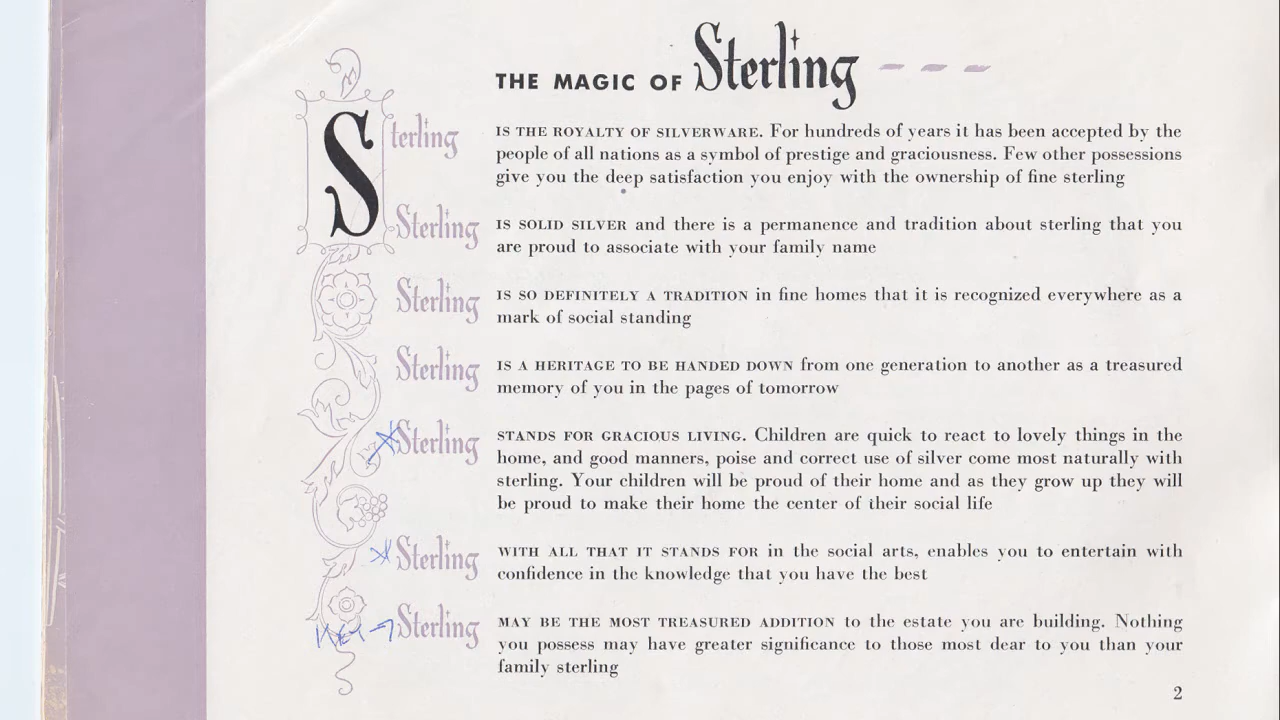 THE MAGIC OF Sterling
Sterling IS THE ROYALTY OF SILVERWARE. For hundreds of years it has been accepted by the
people of all nations as a symbol of prestige and graciousness. Few other possessions
give you the deep satisfaction you enjoy with the ownership of fine sterling
Sterling IS SOLID SILVER and there is a permanence and tradition about sterling that you
are proud to associate with your family name
Sterling IS SO DEFINITELY A TRADITION in fine homes that it is recognized everywhere as a
mark of social standing
Sterling IS A HERITAGE TO BE HANDED DOWN from one generation to another as a treasured
memory of you in the pages of tomorrow
Sterling STANDS FOR GRACIOUS LIVING. Children are quick to react to lovely things in the
home, and good manners, poise and correct use of silver come most naturally with
sterling. Your children will be proud of their home and as they grow up they will
be proud to make their home the center of their social life
Sterling WITH ALL THAT IT STANDS FOR in the social arts, enables you to entertain with
confidence in the knowledge that you have the best
KEY → Sterling MAY BE THE MOST TREASURED ADDITION to the estate you are building. Nothing
you possess may have greater significance to those most dear to you than your
family sterling
2